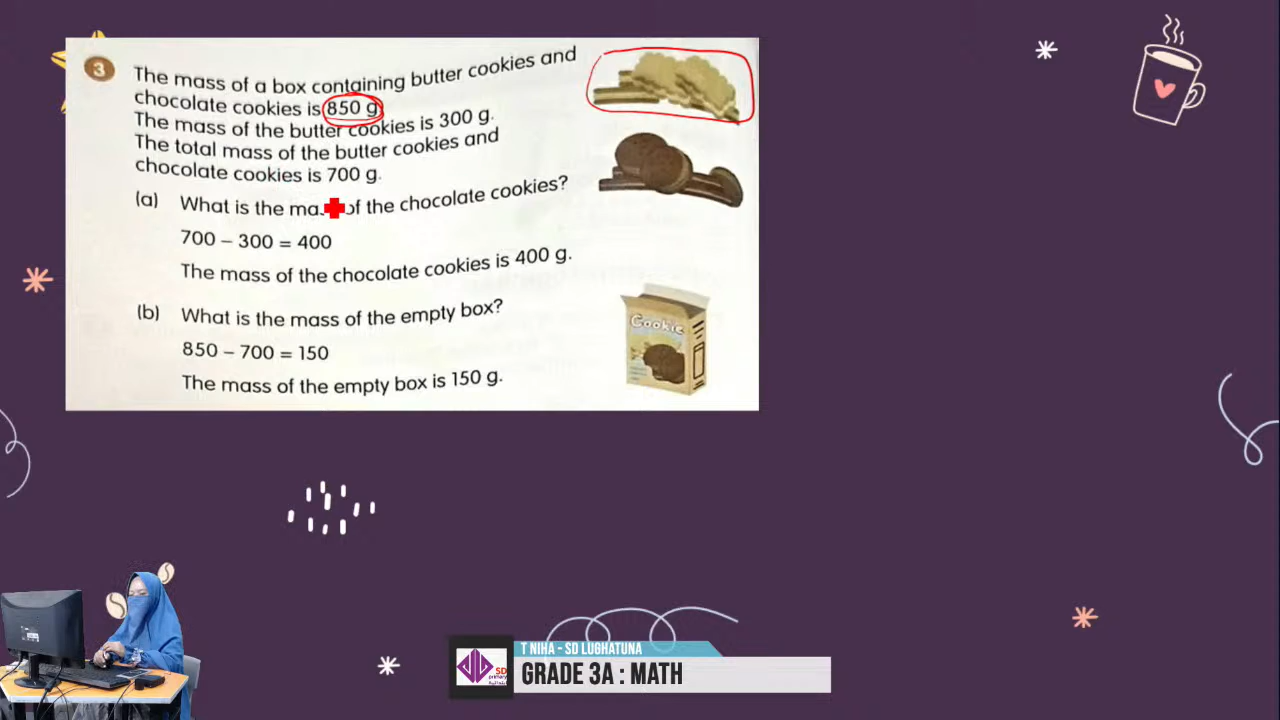 3
The mass of a box containing butter cookies and
chocolate cookies is 850 g.
The mass of the butter cookies is 300 g.
The total mass of the butter cookies and
chocolate cookies is 700 g.
(a) What is the mas of the chocolate cookies?
700 – 300 = 400
The mass of the chocolate cookies is 400 g.
(b) What is the mass of the empty box?
850 – 700 = 150
The mass of the empty box is 150 g.
Cookie
T NIHA - SD LUGHATUNA
GRADE 3A : MATH
SD
primary